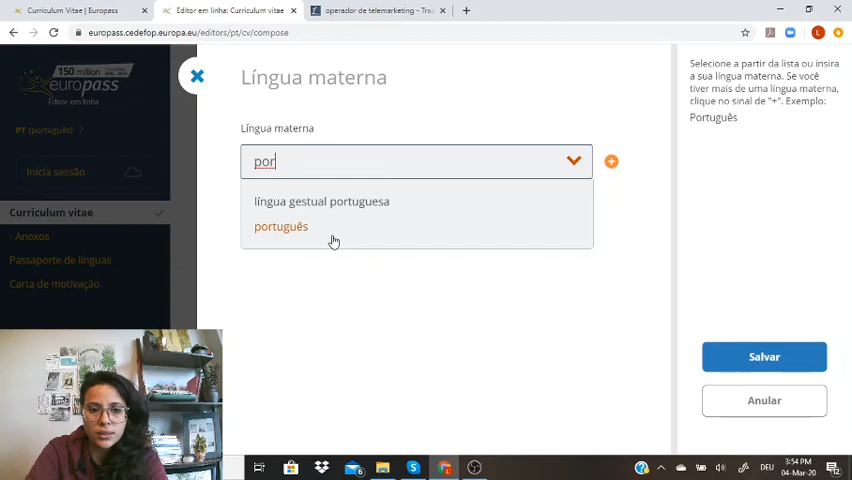 Curriculum Vitae | Europass
Editor em linha: Curriculum vitae
operador de telemarketing - Tra
europass.cedefop.europa.eu/editors/pt/cv/compose
150 million
europass
Editor em linha
PT (português)
Inicia sessão
Curriculum vitae
- Anexos
Passaporte de línguas
Carta de motivação
Língua materna
Língua materna
por
língua gestual portuguesa
português
Selecione a partir da lista ou insira
a sua língua materna. Se você
tiver mais de uma língua materna,
clique no sinal de "+". Exemplo:
Português
Salvar
Anular
DEU
3:54 PM
04-Mar-20